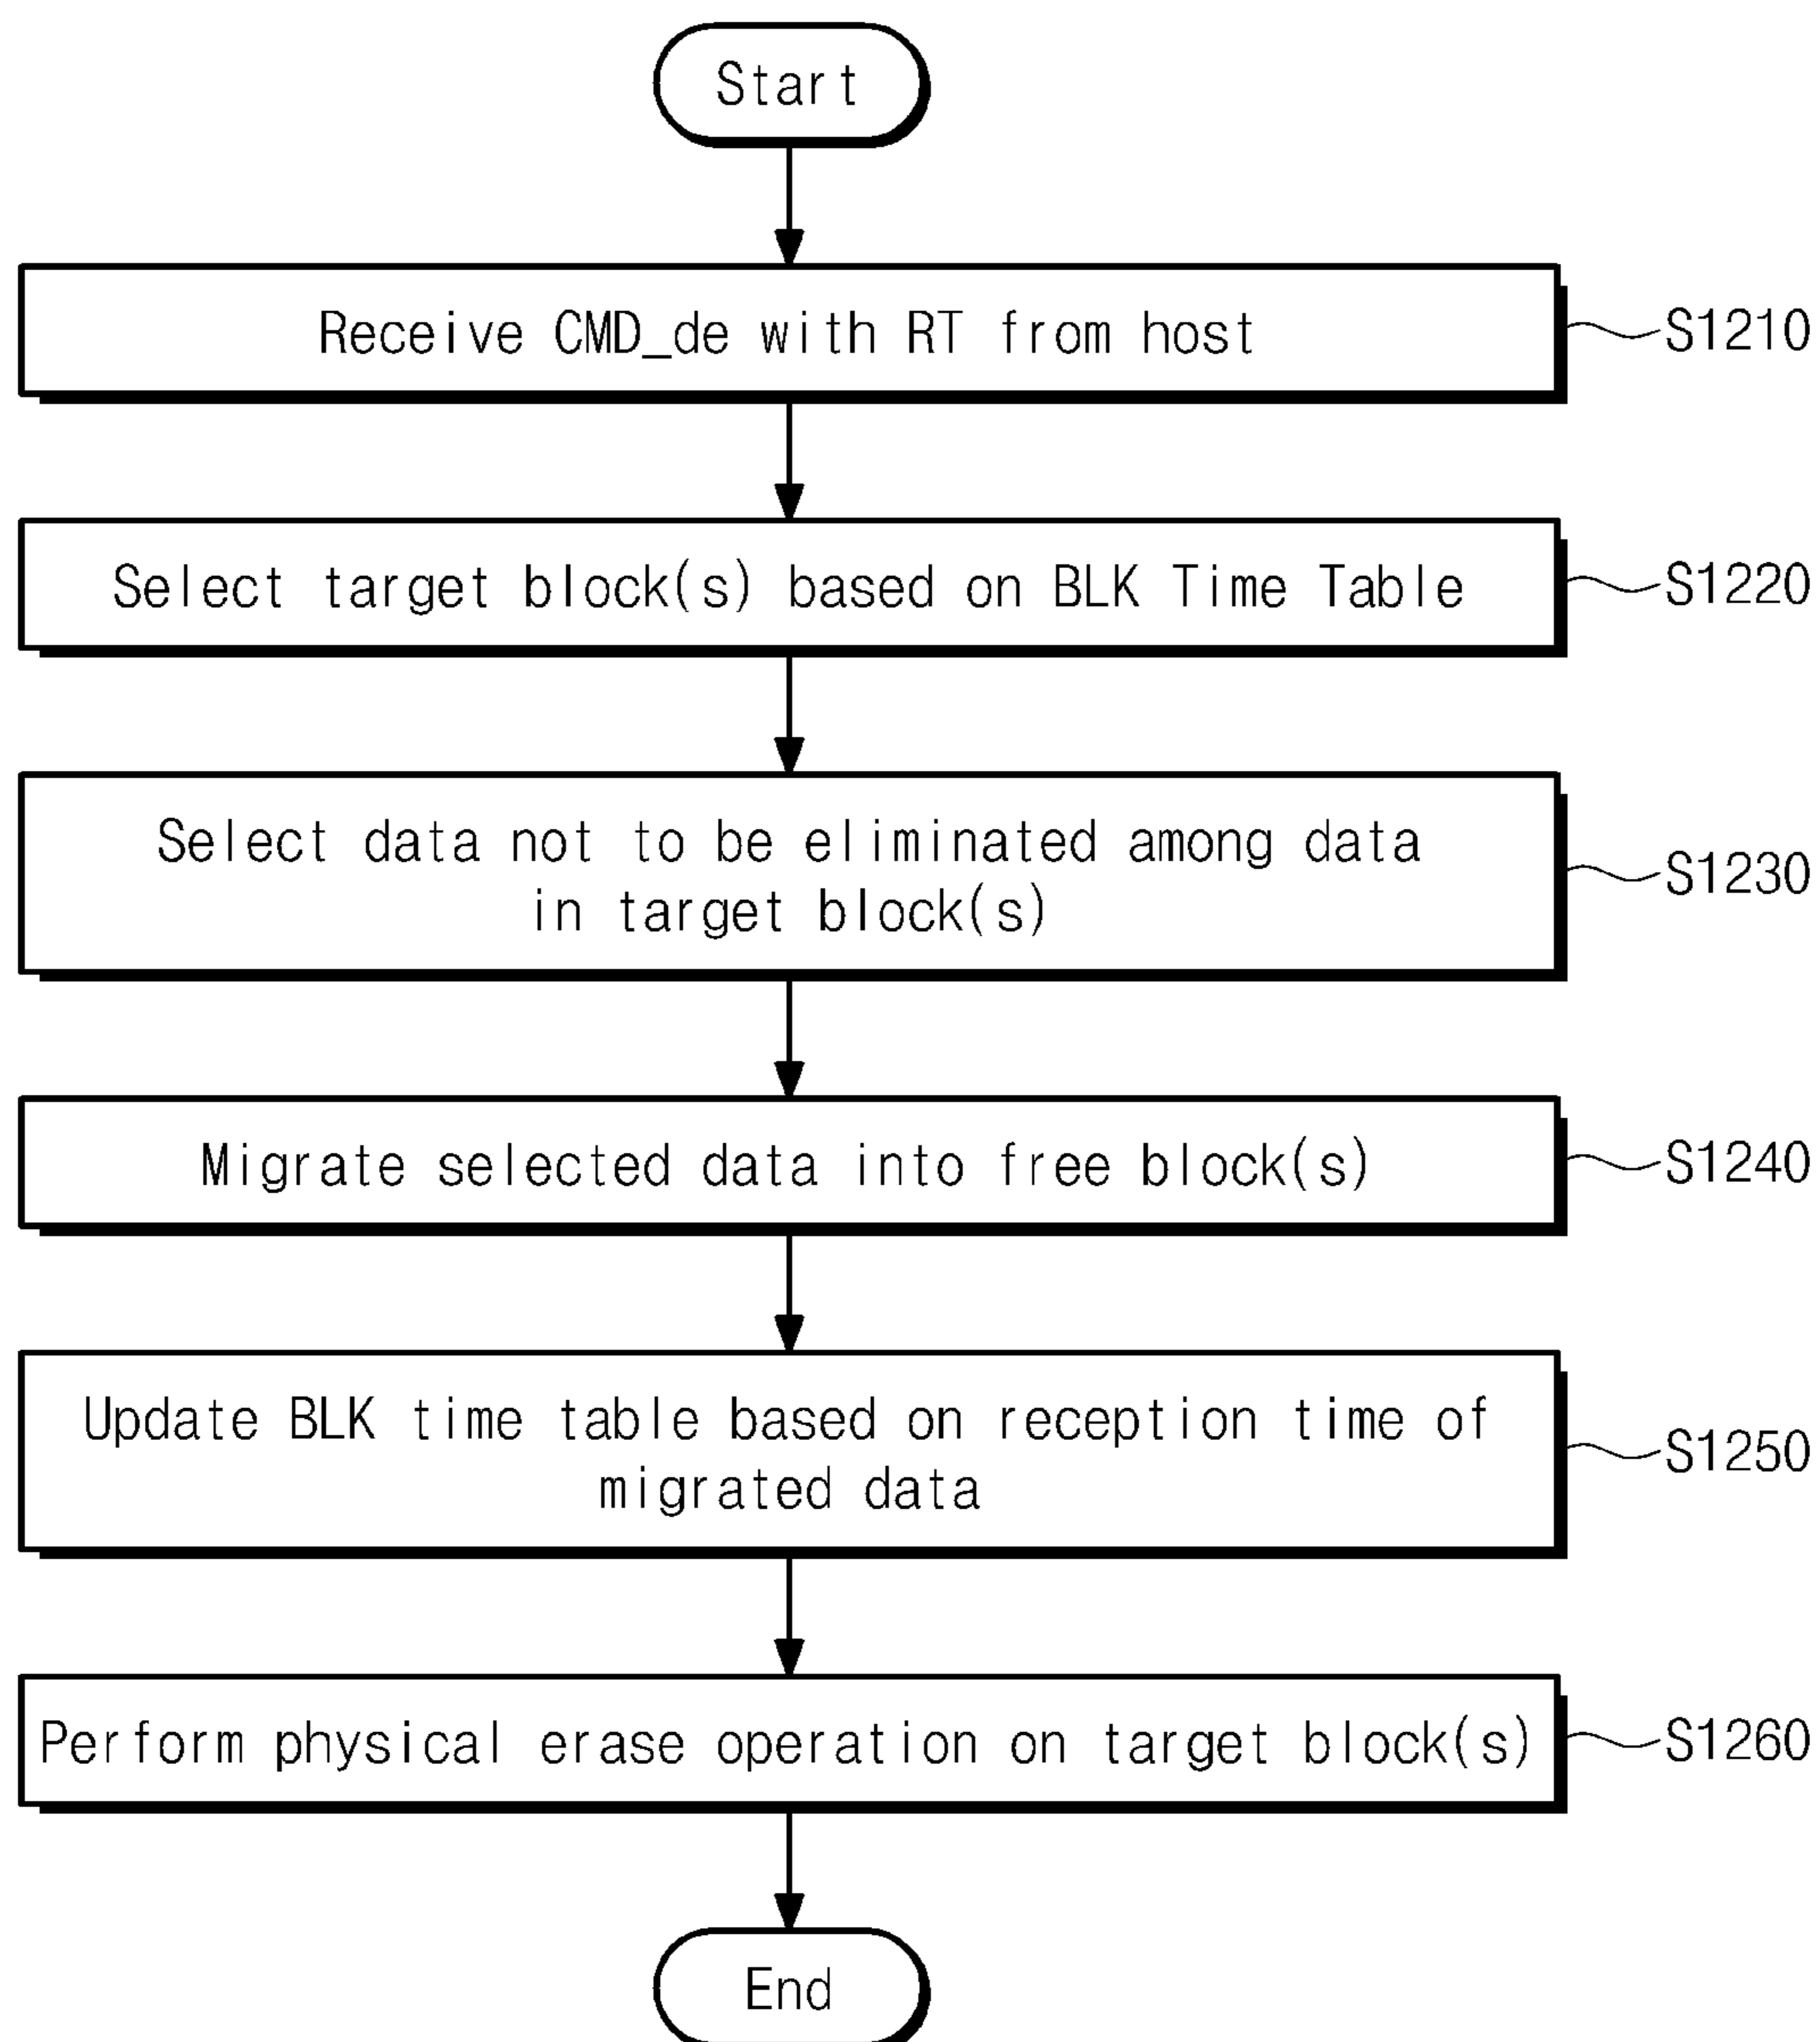 Start
Receive CMD_de with RT from host
S1210
Select target block(s) based on BLK Time Table
S1220
Select data not to be eliminated among data
in target block(s)
S1230
Migrate selected data into free block(s)
S1240
Update BLK time table based on reception time of
migrated data
S1250
Perform physical erase operation on target block(s)
S1260
End